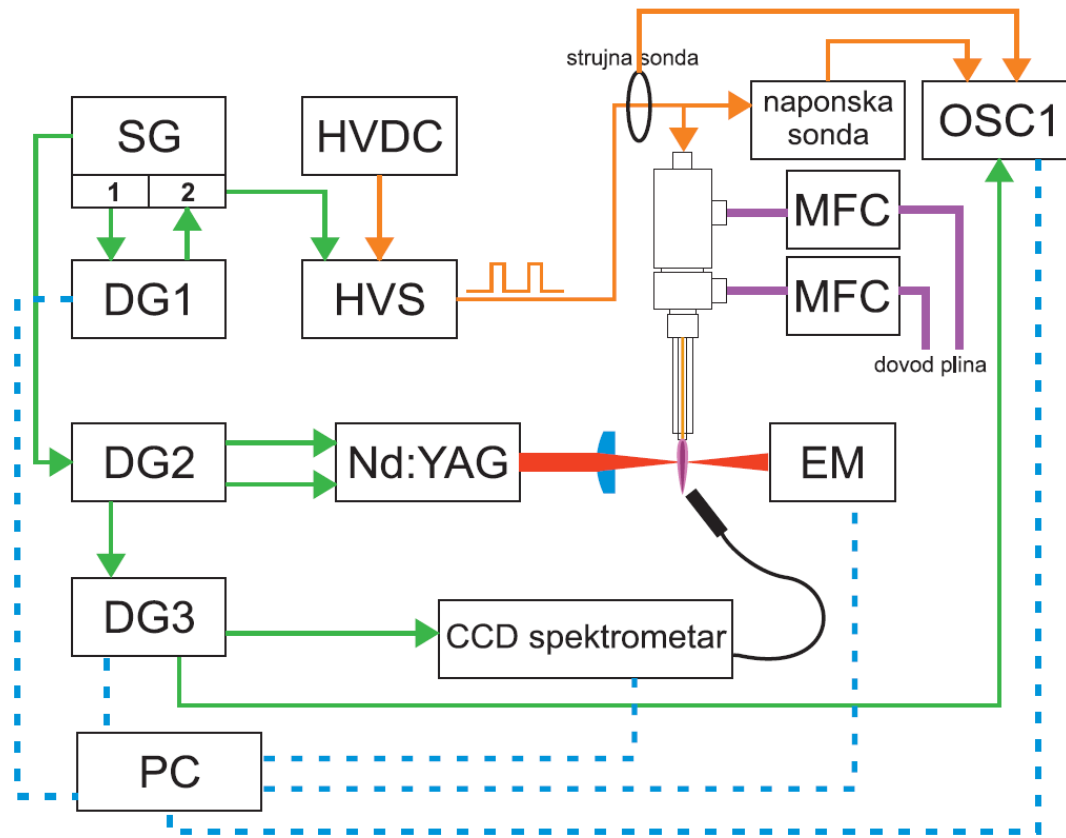 strujna sonda
SG
1 2
HVDC
naponska
sonda
OSC1
DG1
HVS
MFC
MFC
dovod plina
DG2
Nd:YAG
EM
DG3
CCD spektrometar
PC